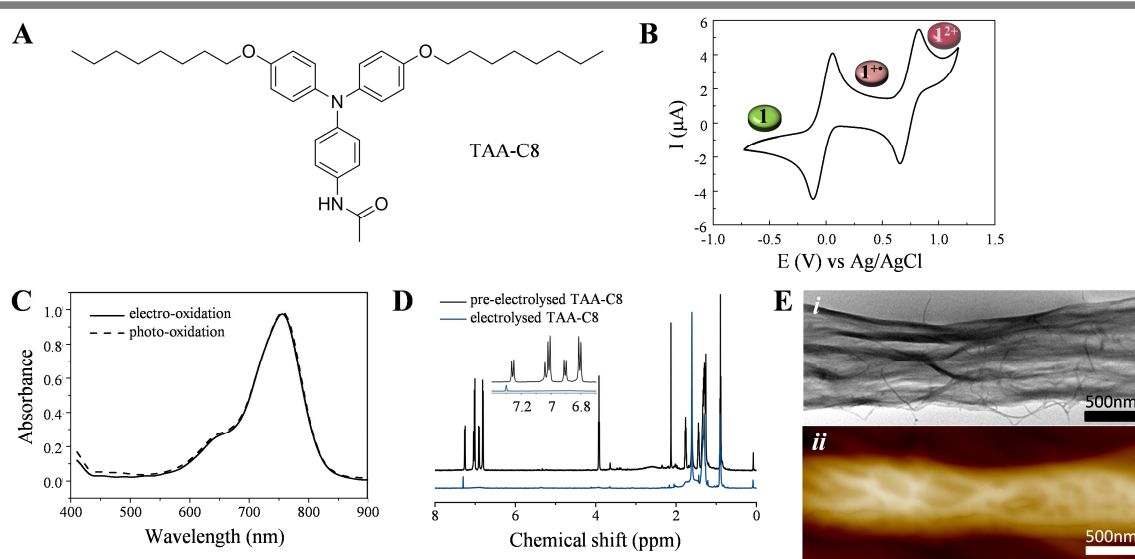 A
O
O
N
HN
O
TAA-C8
B
6
4
2
0
-2
-4
-6
I (µA)
1
1⁺•
1²⁺
-1.0 -0.5 0.0 0.5 1.0 1.5
E (V) vs Ag/AgCl
C
electro-oxidation
photo-oxidation
1.0
0.8
0.6
0.4
0.2
0.0
Absorbance
400 500 600 700 800 900
Wavelength (nm)
D
pre-electrolysed TAA-C8
electrolysed TAA-C8
7.2 7 6.8
8 6 4 2 0
Chemical shift (ppm)
E
i
500nm
ii
500nm